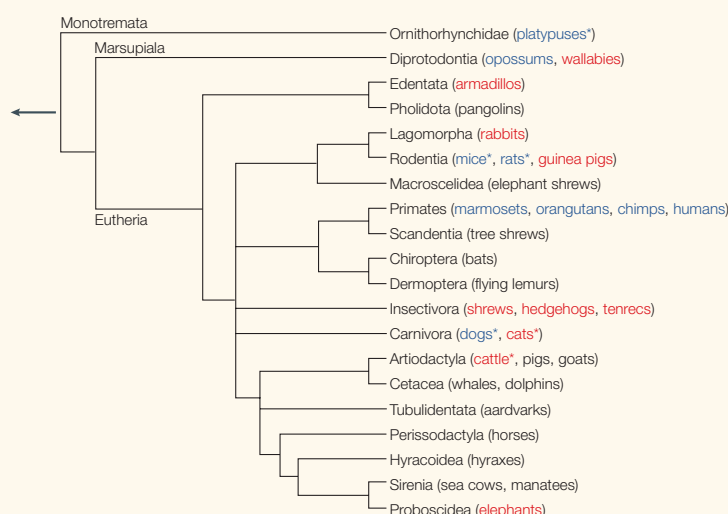 Monotremata
Ornithorhynchidae (platypuses*)
Marsupiala
Diprotodontia (opossums, wallabies)
Edentata (armadillos)
Pholidota (pangolins)
Lagomorpha (rabbits)
Rodentia (mice*, rats*, guinea pigs)
Macroscelidea (elephant shrews)
Primates (marmosets, orangutans, chimps, humans)
Eutheria
Scandentia (tree shrews)
Chiroptera (bats)
Dermoptera (flying lemurs)
Insectivora (shrews, hedgehogs, tenrecs)
Carnivora (dogs*, cats*)
Artiodactyla (cattle*, pigs, goats)
Cetacea (whales, dolphins)
Tubulidentata (aardvarks)
Perissodactyla (horses)
Hyracoidea (hyraxes)
Sirenia (sea cows, manatees)
Proboscidea (elephants)